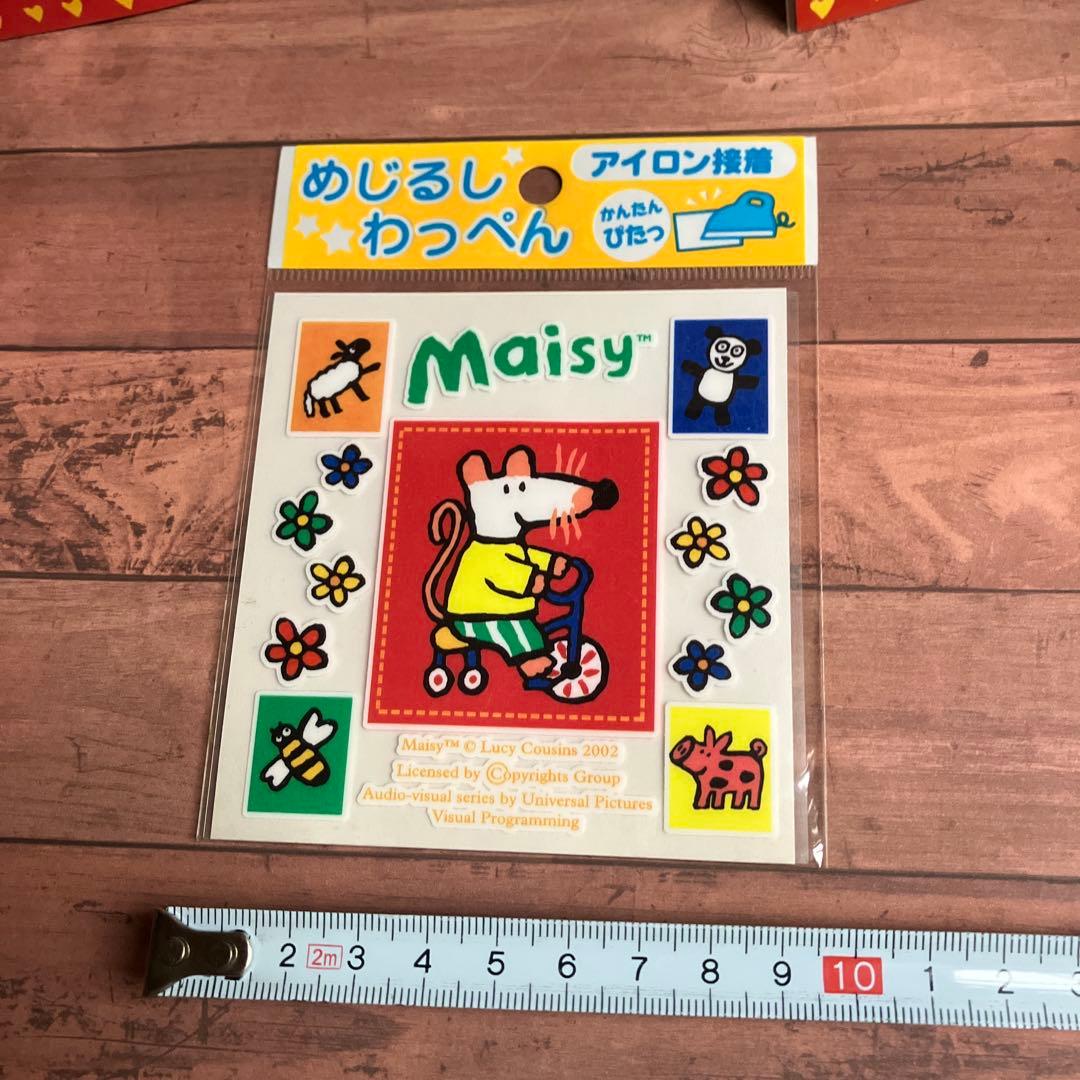 めじるし
わっぺん
アイロン接着
かんたん
ぴたっ
Maisy™
Maisy™ © Lucy Cousins 2002
Licensed by ©opyrights Group
Audio-visual series by Universal Pictures
Visual Programming
2 2m 3 4 5 6 7 8 9 10 1 2